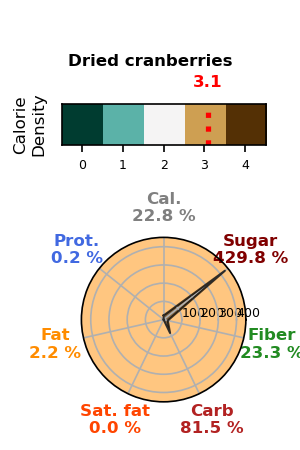 Dried cranberries
3.1
Calorie
Density
0 1 2 3 4
Cal.
22.8 %
Prot.
0.2 %
Sugar
429.8 %
100 200 300 400
Fat
2.2 %
Fiber
23.3 %
Sat. fat
0.0 %
Carb
81.5 %